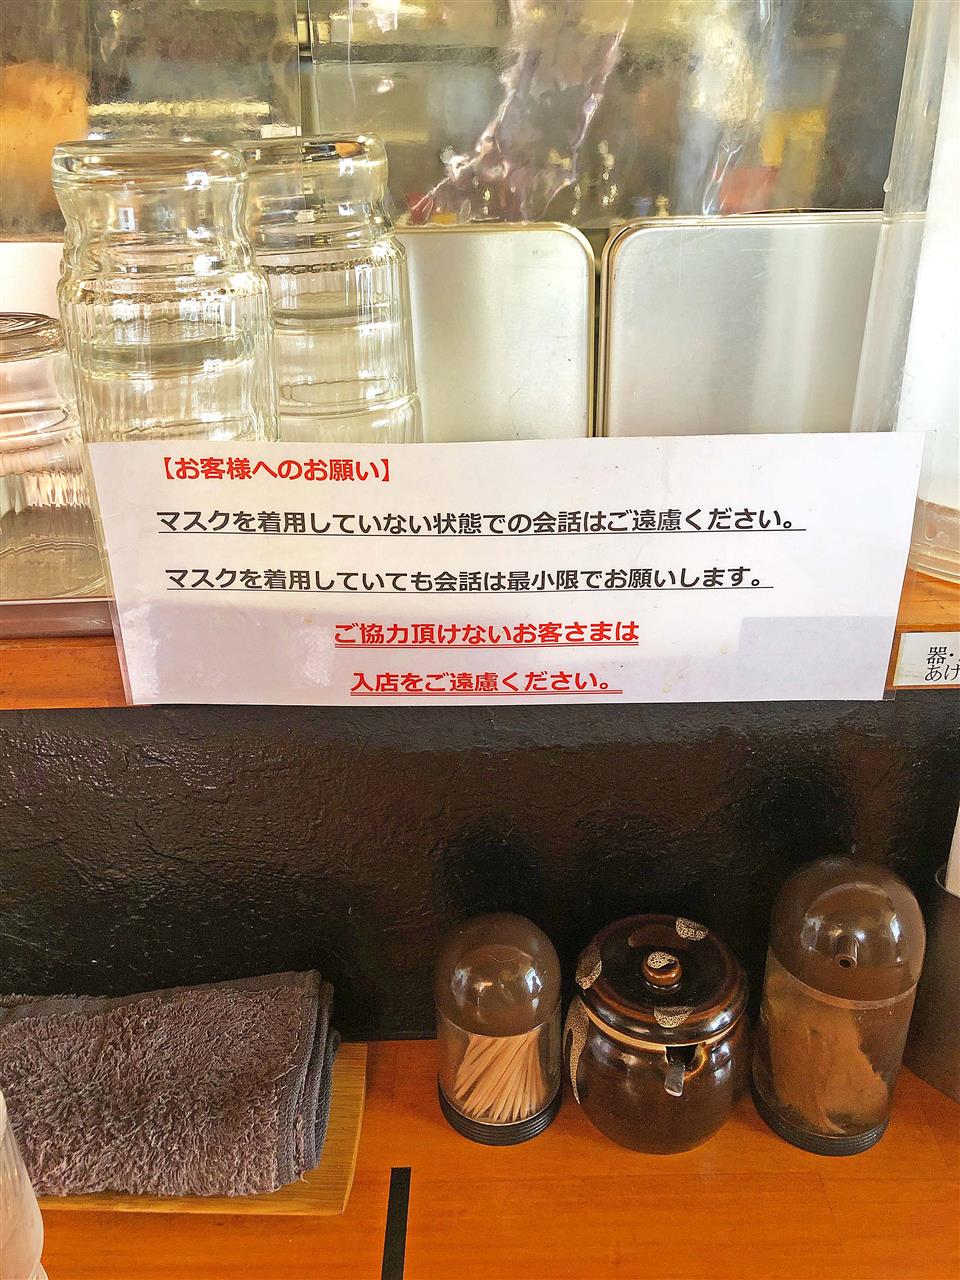 【お客様へのお願い】
マスクを着用していない状態での会話はご遠慮ください。
マスクを着用していても会話は最小限でお願いします。
ご協力頂けないお客さまは
入店をご遠慮ください。
器・
あけ